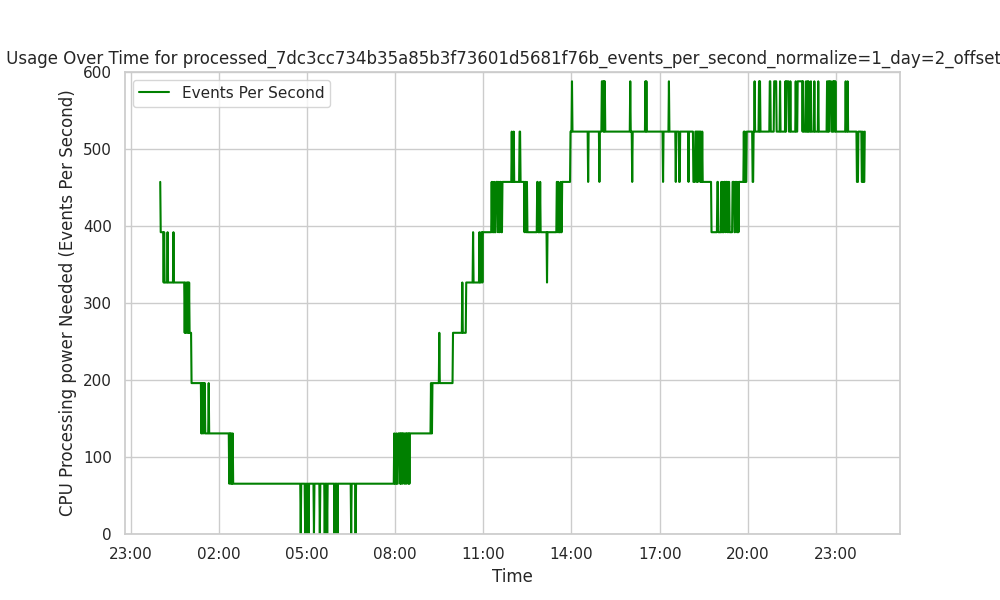 Usage Over Time for processed_7dc3cc734b35a85b3f73601d5681f76b_events_per_second_normalize=1_day=2_offset
Events Per Second
CPU Processing power Needed (Events Per Second)
600
500
400
300
200
100
0
23:00 02:00 05:00 08:00 11:00 14:00 17:00 20:00 23:00
Time